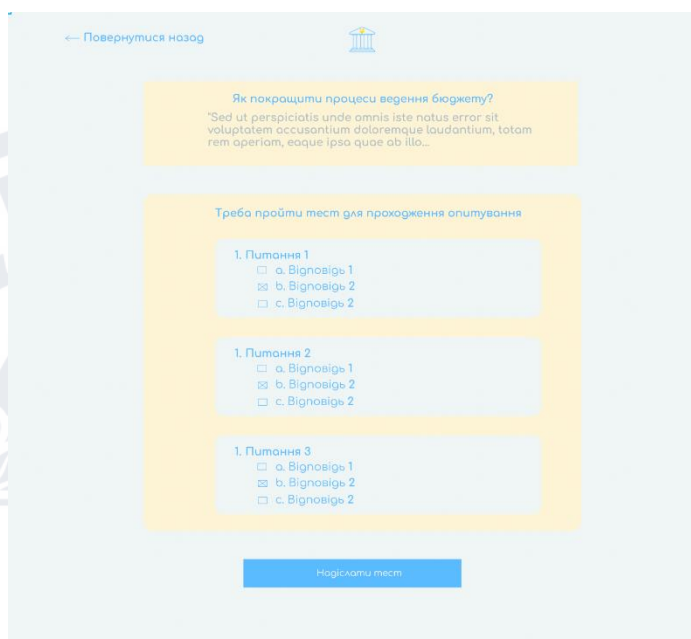 ← Повернутися назад
Як покращити процеси ведення бюджету?
"Sed ut perspiciatis unde omnis iste natus error sit
voluptatem accusantium doloremque laudantium, totam
rem aperiam, eaque ipsa quae ab illo...
Треба пройти тест для проходження опитування
1. Питання 1
a. Відповідь 1
b. Відповідь 2
c. Відповідь 2
1. Питання 2
a. Відповідь 1
b. Відповідь 2
c. Відповідь 2
1. Питання 3
a. Відповідь 1
b. Відповідь 2
c. Відповідь 2
Надіслати тест